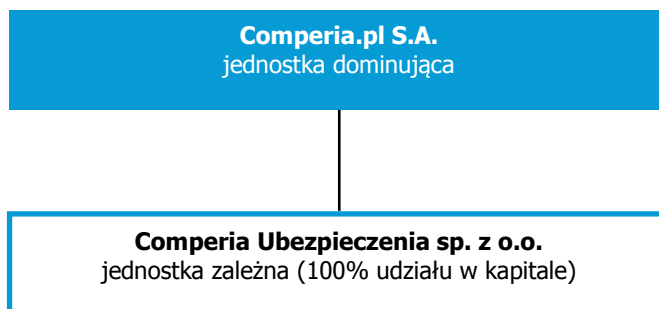 Comperia.pl S.A.
jednostka dominująca
Comperia Ubezpieczenia sp. z o.o.
jednostka zależna (100% udziału w kapitale)